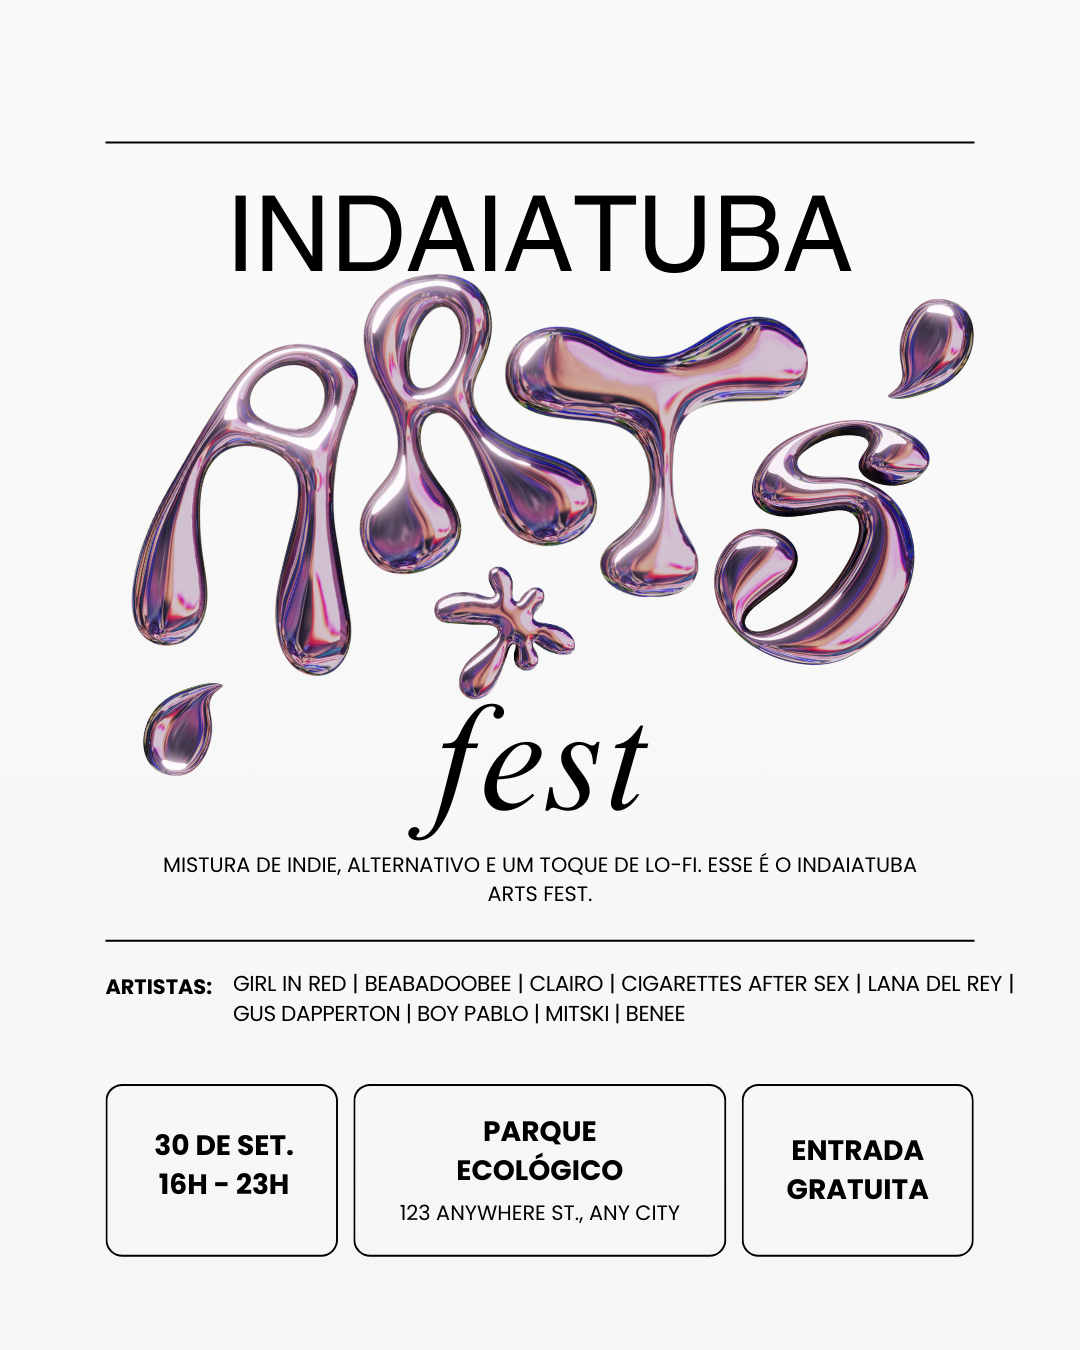 INDAIATUBA
ARTS
fest
MISTURA DE INDIE, ALTERNATIVO E UM TOQUE DE LO-FI. ESSE É O INDAIATUBA
ARTS FEST.
ARTISTAS: GIRL IN RED | BEABADOOBEE | CLAIRO | CIGARETTES AFTER SEX | LANA DEL REY |
GUS DAPPERTON | BOY PABLO | MITSKI | BENEE
30 DE SET.
16H - 23H
PARQUE
ECOLÓGICO
123 ANYWHERE ST., ANY CITY
ENTRADA
GRATUITA